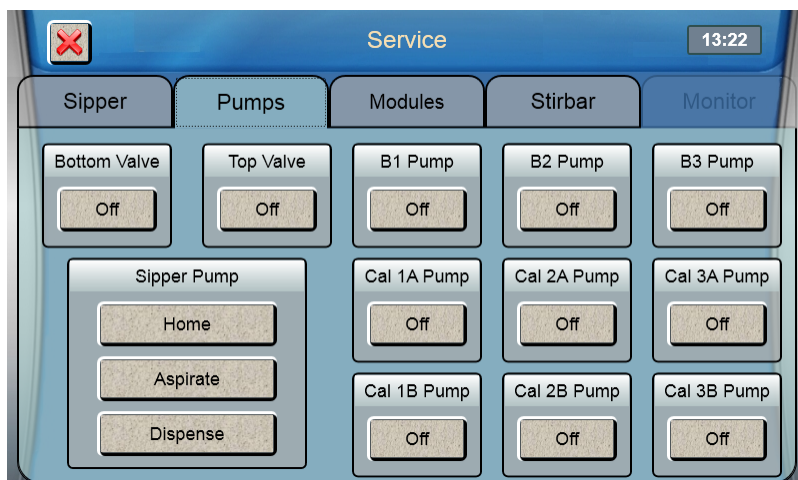 Service
13:22
Sipper
Pumps
Modules
Stirbar
Monitor
Bottom Valve
Off
Top Valve
Off
B1 Pump
Off
B2 Pump
Off
B3 Pump
Off
Sipper Pump
Home
Aspirate
Dispense
Cal 1A Pump
Off
Cal 2A Pump
Off
Cal 3A Pump
Off
Cal 1B Pump
Off
Cal 2B Pump
Off
Cal 3B Pump
Off